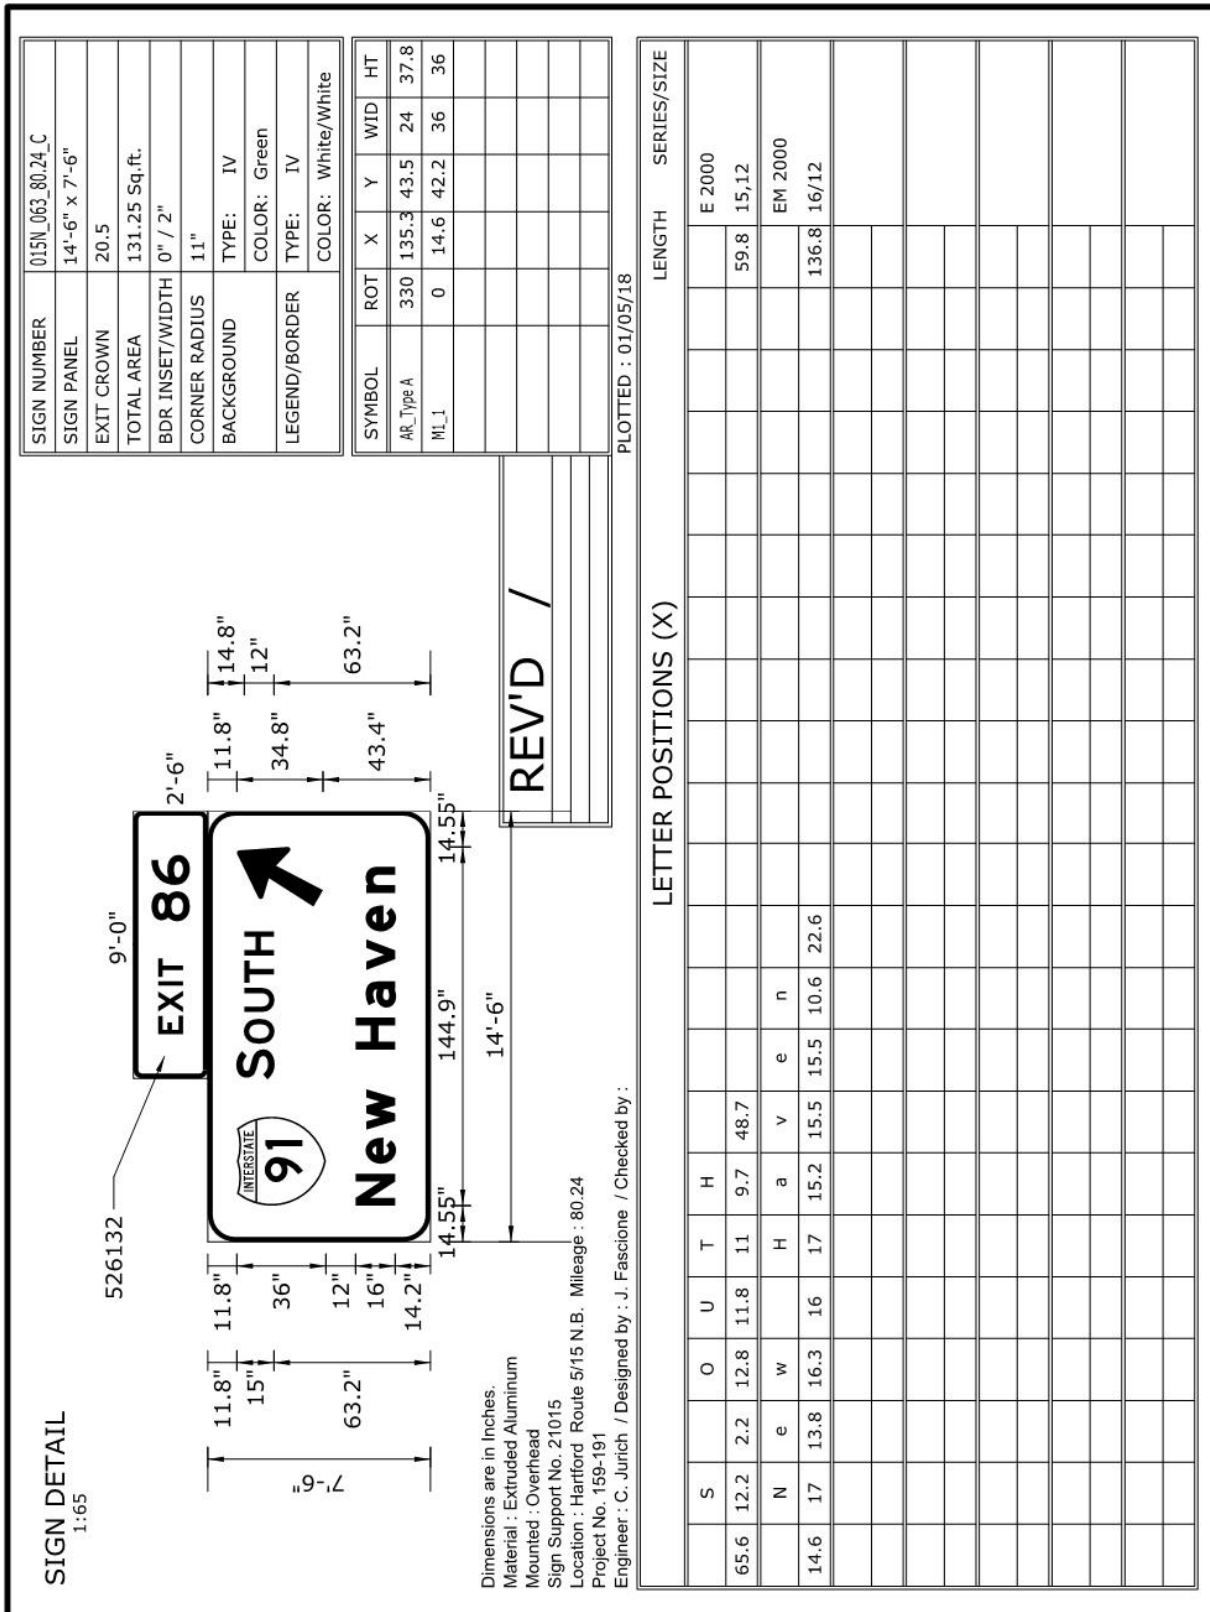 SIGN DETAIL
1:65
526132
9'-0"
2'-6"
EXIT 86
INTERSTATE
91
SOUTH
New Haven
7'-6"
11.8"
15"
63.2"
11.8"
36"
12"
16"
14.2"
11.8"
34.8"
43.4"
14.8"
12"
63.2"
14.55" 144.9" 14.55"
14'-6"
SIGN NUMBER 015N_063_80.24_C
SIGN PANEL 14'-6" x 7'-6"
EXIT CROWN 20.5
TOTAL AREA 131.25 Sq.ft.
BDR INSET/WIDTH 0" / 2"
CORNER RADIUS 11"
BACKGROUND TYPE: IV
COLOR: Green
LEGEND/BORDER TYPE: IV
COLOR: White/White
SYMBOL ROT X Y WID HT
AR_Type A 330 135.3 43.5 24 37.8
M1_1 0 14.6 42.2 36 36
REV'D /
Dimensions are in Inches.
Material : Extruded Aluminum
Mounted : Overhead
Sign Support No. 21015
Location : Hartford Route 5/15 N.B. Mileage : 80.24
Project No. 159-191
Engineer : C. Jurich / Designed by : J. Fascione / Checked by :
PLOTTED : 01/05/18
LETTER POSITIONS (X) LENGTH SERIES/SIZE
S O U T H E 2000
65.6 12.2 2.2 12.8 11.8 11 9.7 48.7 59.8 15,12
N e w H a v e n EM 2000
14.6 17 13.8 16.3 16 17 15.2 15.5 15.5 10.6 22.6 136.8 16/12